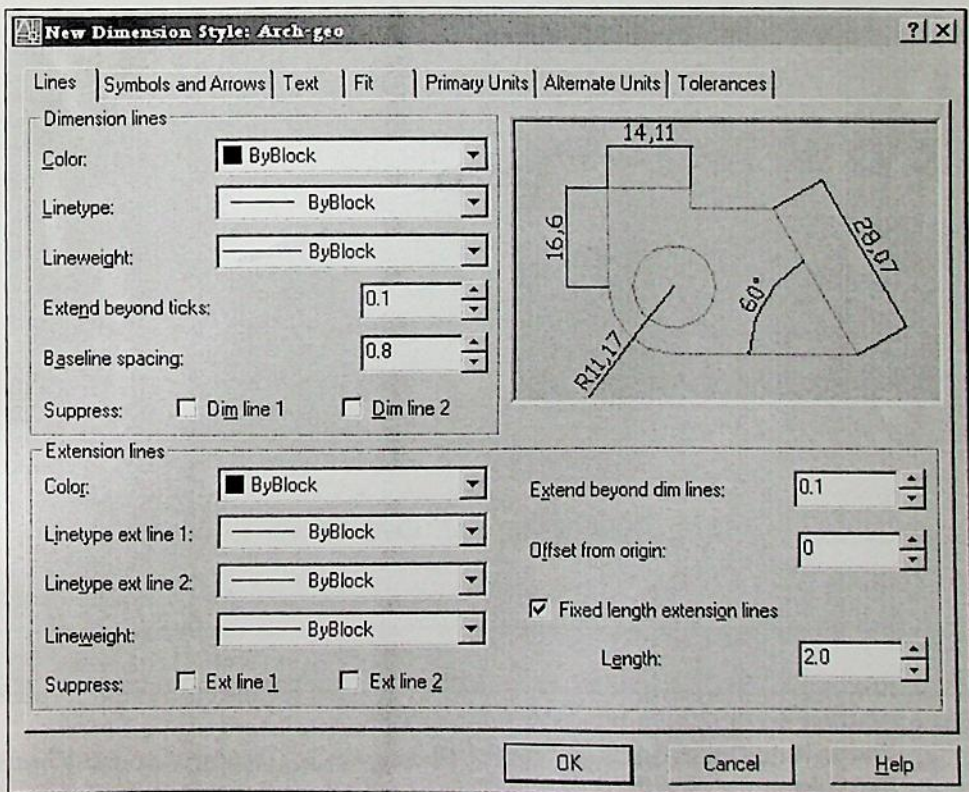 New Dimension Style: Arch-geo
Lines Symbols and Arrows Text Fit Primary Units Alternate Units Tolerances
Dimension lines
Color: ByBlock
Linetype: ByBlock
Lineweight: ByBlock
Extend beyond ticks: 0.1
Baseline spacing: 0.8
Suppress: Dim line 1 Dim line 2
14,11
16,6
28,07
60°
R11,17
Extension lines
Color: ByBlock
Linetype ext line 1: ByBlock
Linetype ext line 2: ByBlock
Lineweight: ByBlock
Suppress: Ext line 1 Ext line 2
Extend beyond dim lines: 0.1
Offset from origin: 0
Fixed length extension lines
Length: 2.0
OK Cancel Help